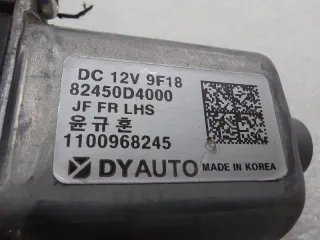 DC 12V 9F18
82450D4000
JF FR LHS
윤규훈
1100968245
DYAUTO MADE IN KOREA